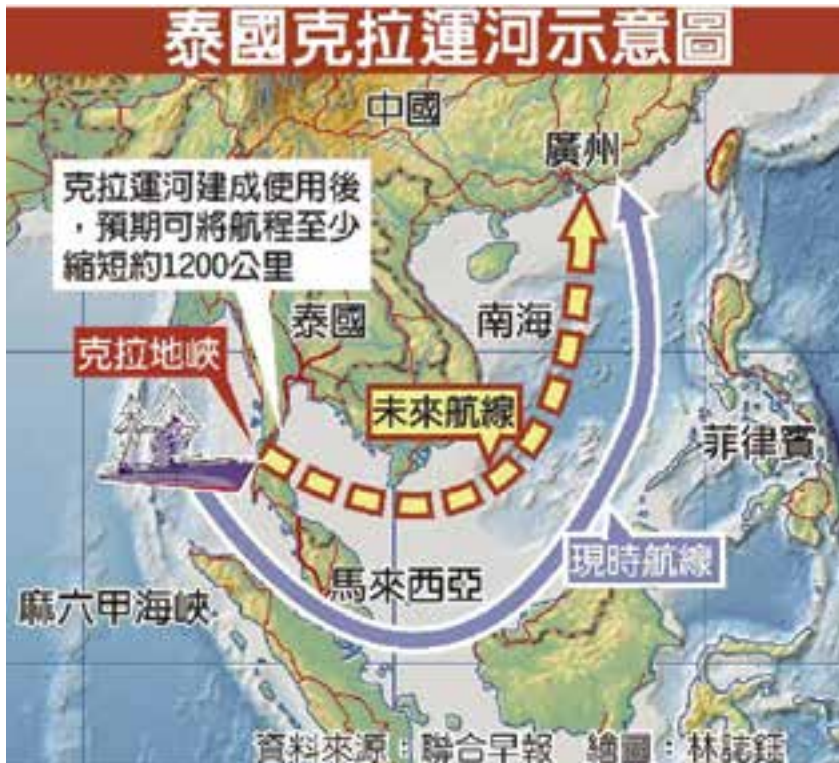 泰國克拉運河示意圖
中國
廣州
克拉運河建成使用後
，預期可將航程至少
縮短約1200公里
泰國
南海
克拉地峽
未來航線
菲律賓
現時航線
馬來西亞
麻六甲海峽
資料來源：聯合早報 繪圖：林誌鈺